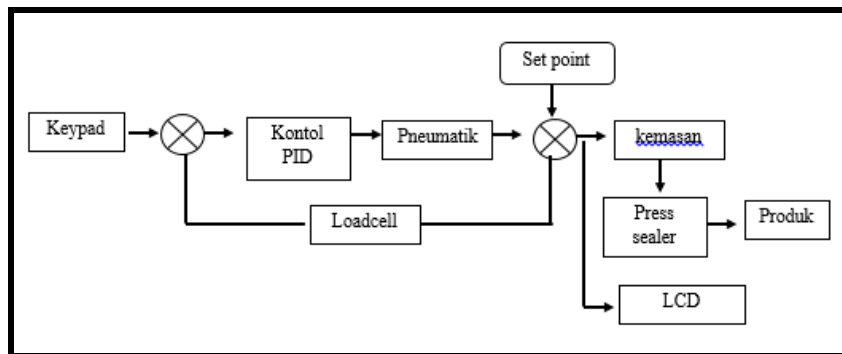 Set point
Keypad
Kontol
PID
Pneumatik
kemasan
Loadcell
Press
sealer
Produk
LCD